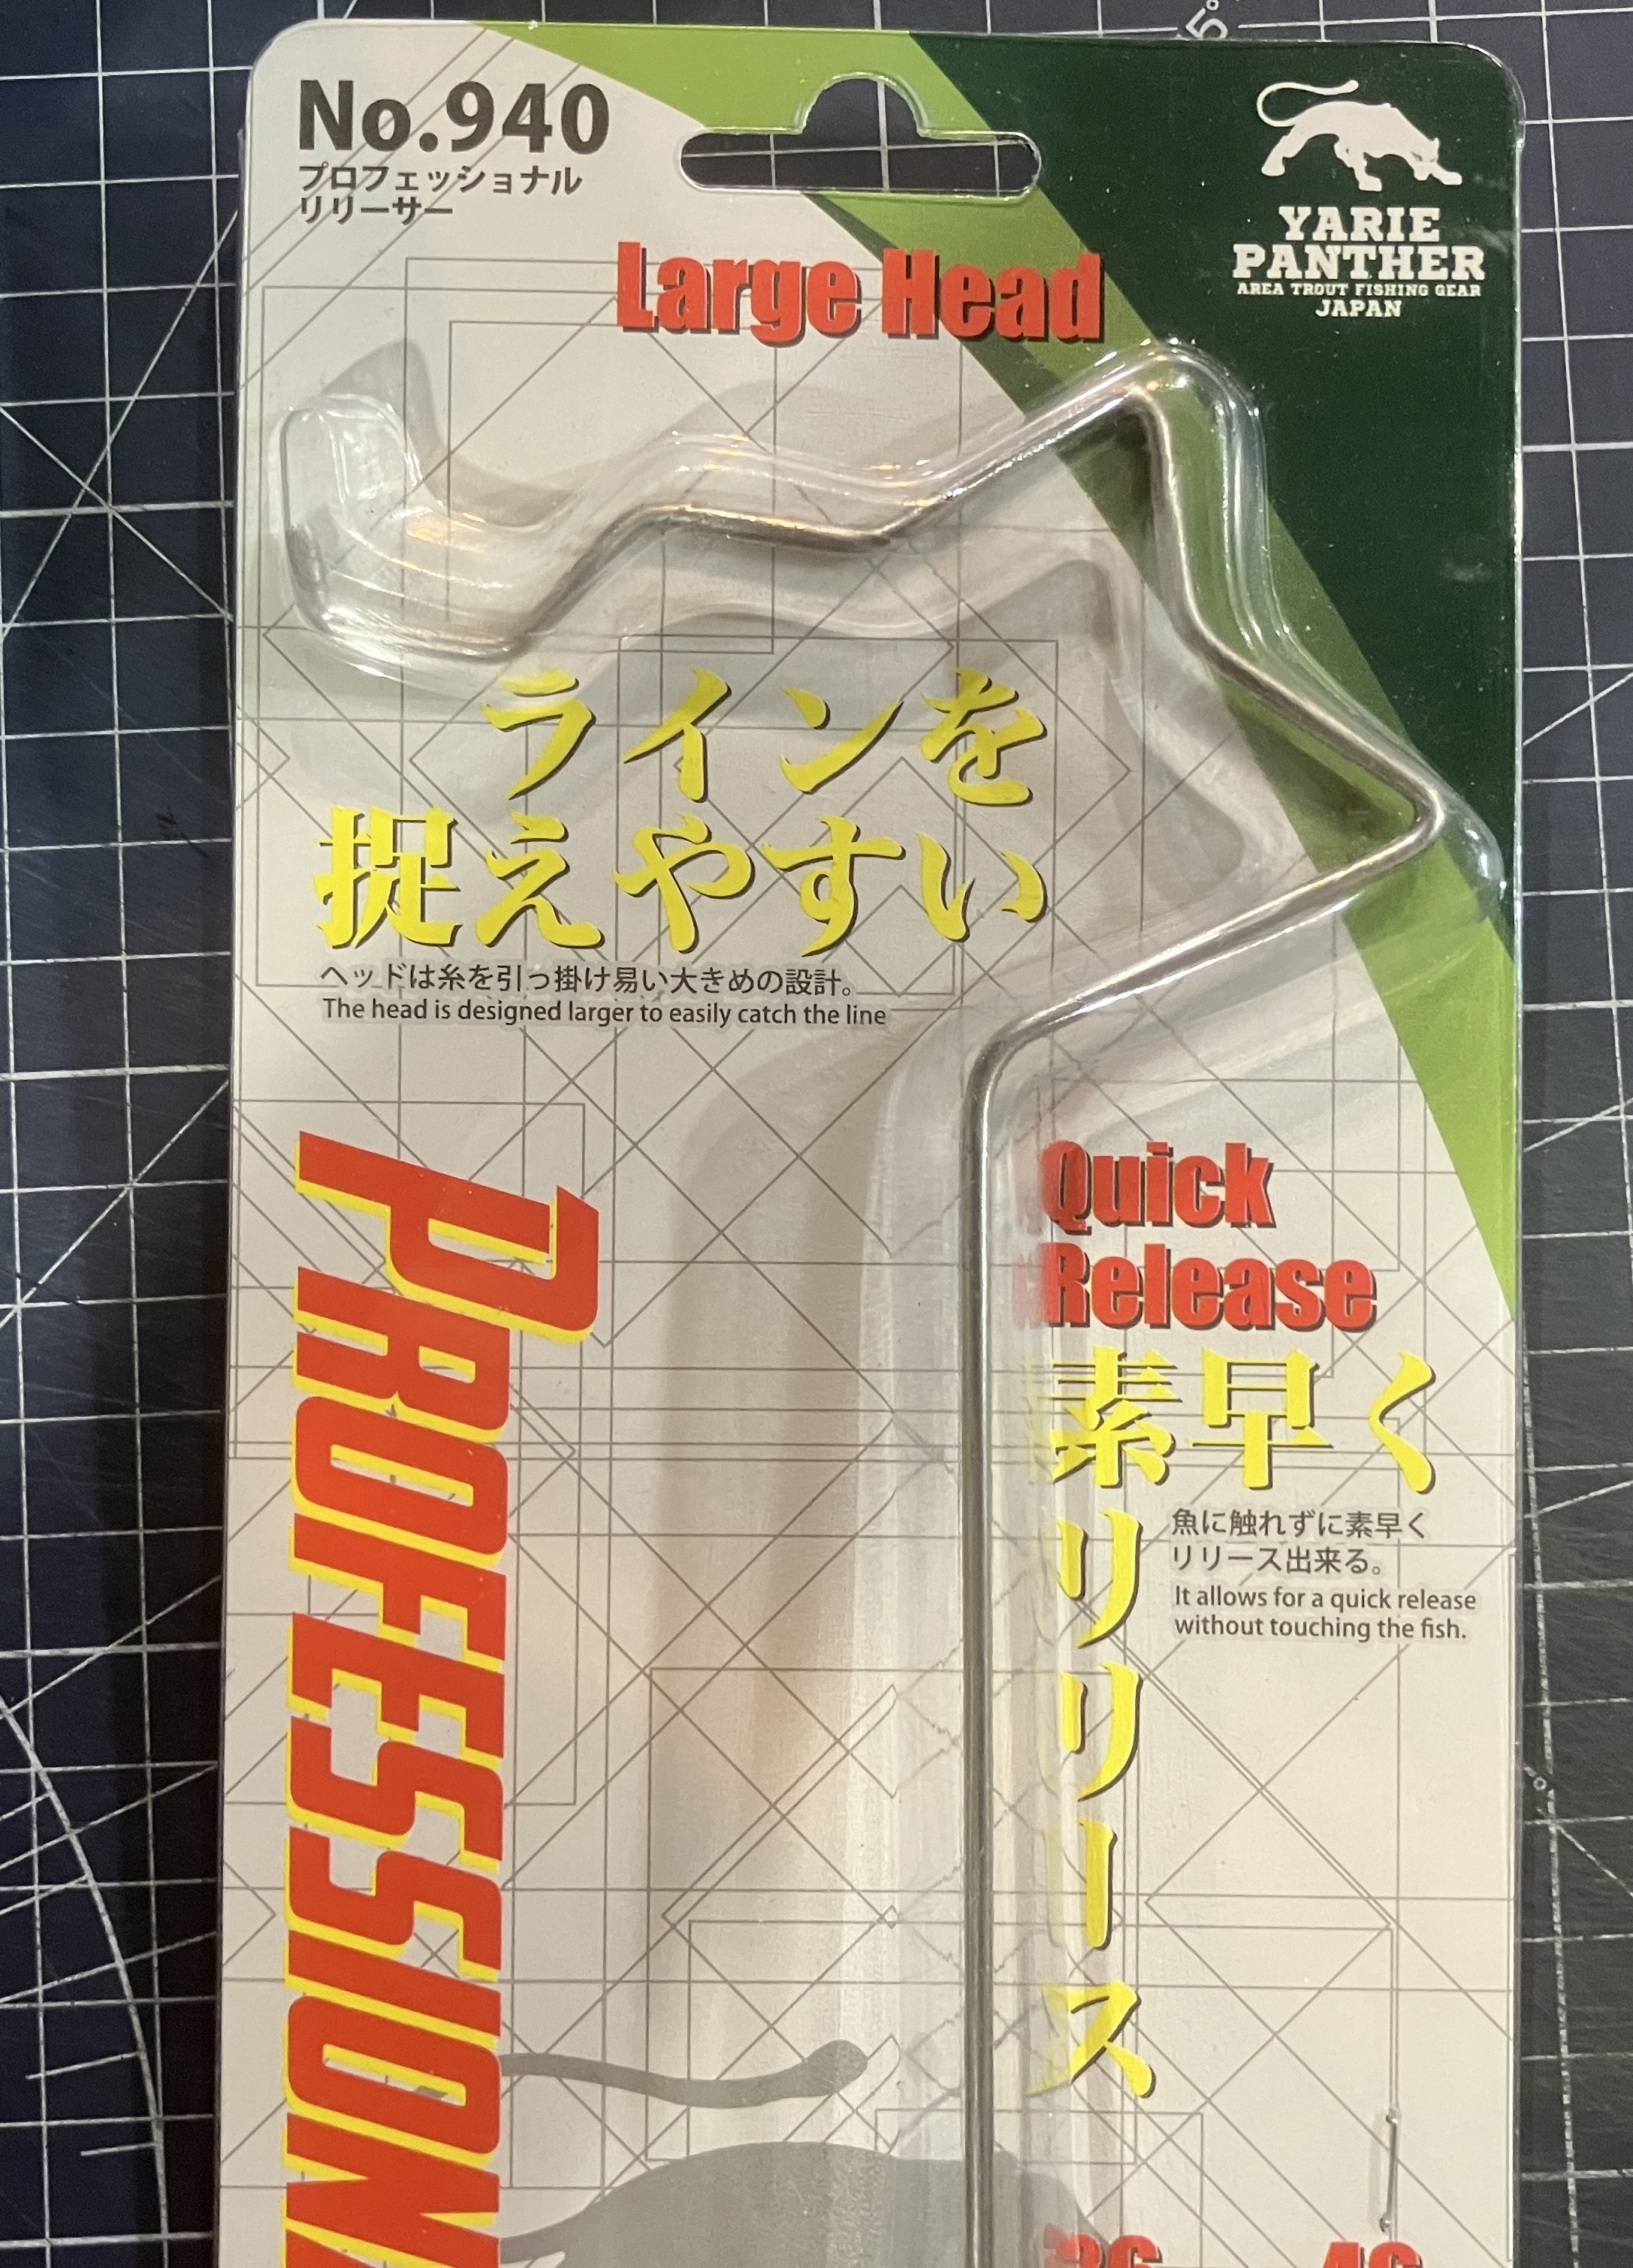 No.940
プロフェッショナル
リリーサー
YARIE
PANTHER
AREA TROUT FISHING GEAR
JAPAN
Large Head
ラインを
捉えやすい
ヘッドは糸を引っ掛け易い大きめの設計。
The head is designed larger to easily catch the line
PROFESSION
Quick
Release
素早く
リリース
魚に触れずに素早く
リリース出来る。
It allows for a quick release
without touching the fish.
5°